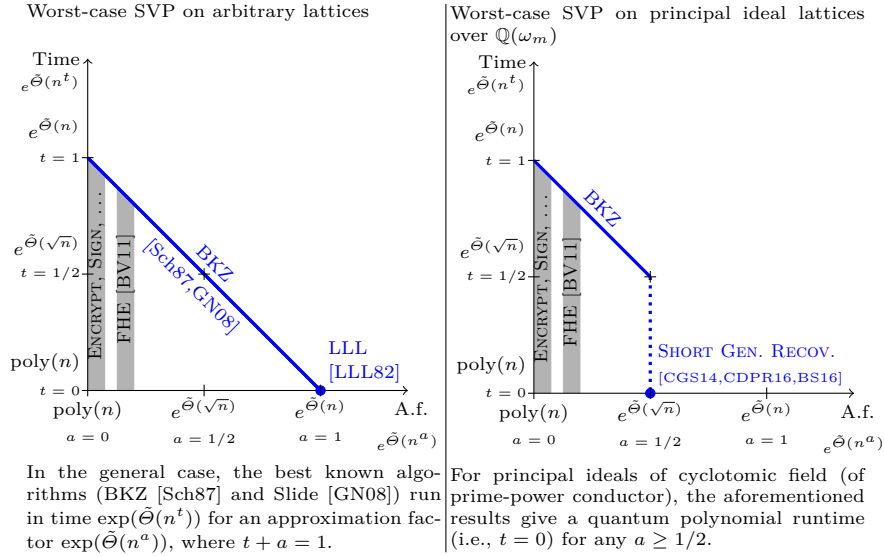 Worst-case SVP on arbitrary lattices
Time
e^Θ̃(n^t)
e^Θ̃(n)
t = 1
e^Θ̃(√n)
t = 1/2
poly(n)
t = 0
ENCRYPT, SIGN, ...
FHE [BV11]
BKZ
[Sch87,GN08]
LLL
[LLL82]
poly(n)
e^Θ̃(√n)
e^Θ̃(n)
A.f.
a = 0
a = 1/2
a = 1
e^Θ̃(n^a)
In the general case, the best known algo-
rithms (BKZ [Sch87] and Slide [GN08]) run
in time exp(Θ̃(n^t)) for an approximation fac-
tor exp(Θ̃(n^a)), where t + a = 1.
Worst-case SVP on principal ideal lattices
over ℚ(ω_m)
Time
e^Θ̃(n^t)
e^Θ̃(n)
t = 1
e^Θ̃(√n)
t = 1/2
poly(n)
t = 0
ENCRYPT, SIGN, ...
FHE [BV11]
BKZ
SHORT GEN. RECOV.
[CGS14,CDPR16,BS16]
poly(n)
e^Θ̃(√n)
e^Θ̃(n)
A.f.
a = 0
a = 1/2
a = 1
e^Θ̃(n^a)
For principal ideals of cyclotomic field (of
prime-power conductor), the aforementioned
results give a quantum polynomial runtime
(i.e., t = 0) for any a ≥ 1/2.